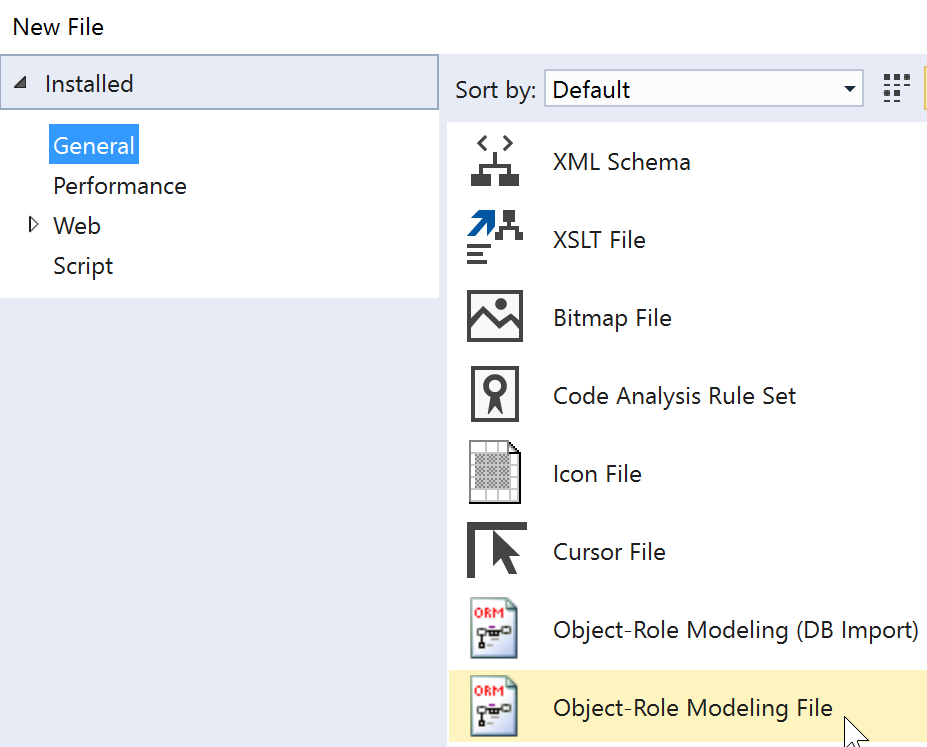 New File
Installed
General
Performance
Web
Script
Sort by: Default
XML Schema
XSLT File
Bitmap File
Code Analysis Rule Set
Icon File
Cursor File
ORM
Object-Role Modeling (DB Import)
ORM
Object-Role Modeling File